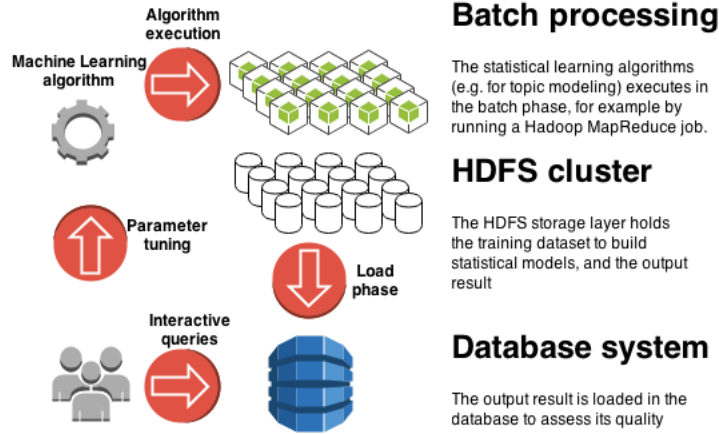 Algorithm
execution
Machine Learning
algorithm
Batch processing
The statistical learning algorithms
(e.g. for topic modeling) executes in
the batch phase, for example by
running a Hadoop MapReduce job.
HDFS cluster
The HDFS storage layer holds
the training dataset to build
statistical models, and the output
result
Parameter
tuning
Load
phase
Interactive
queries
Database system
The output result is loaded in the
database to assess its quality